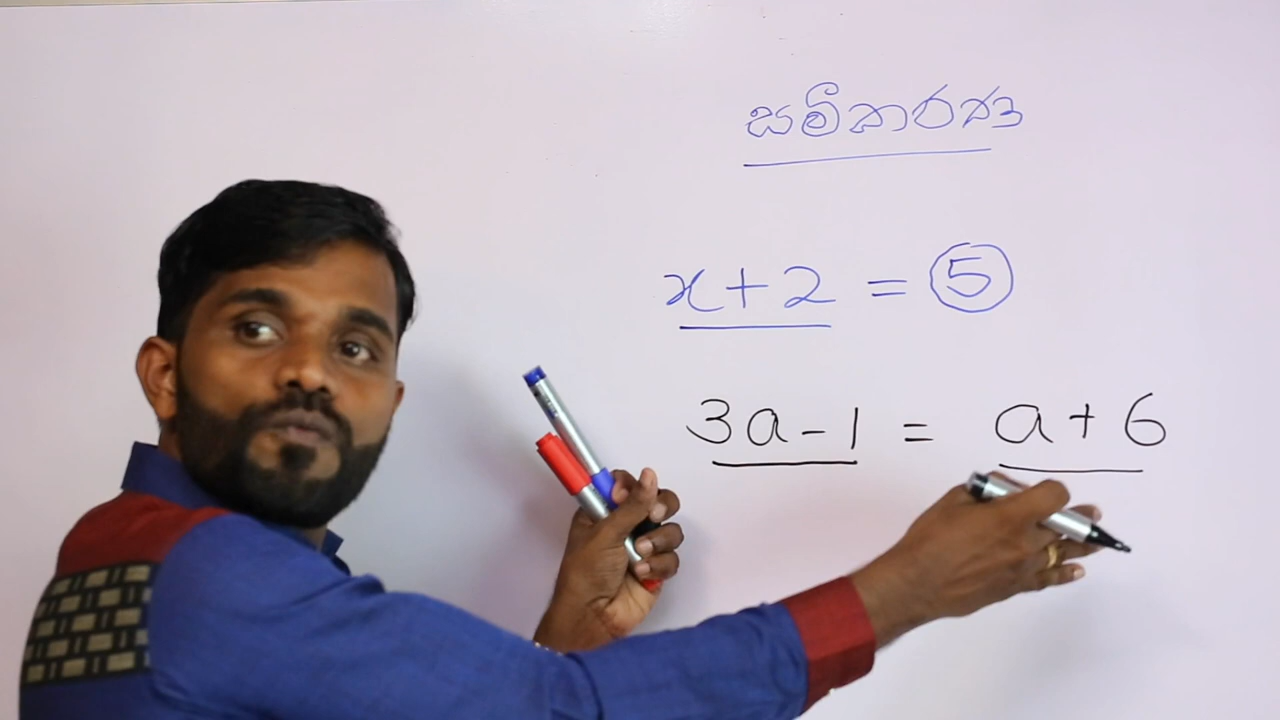 සමීකරණ
x+2 = 5
3a-1 = a+6